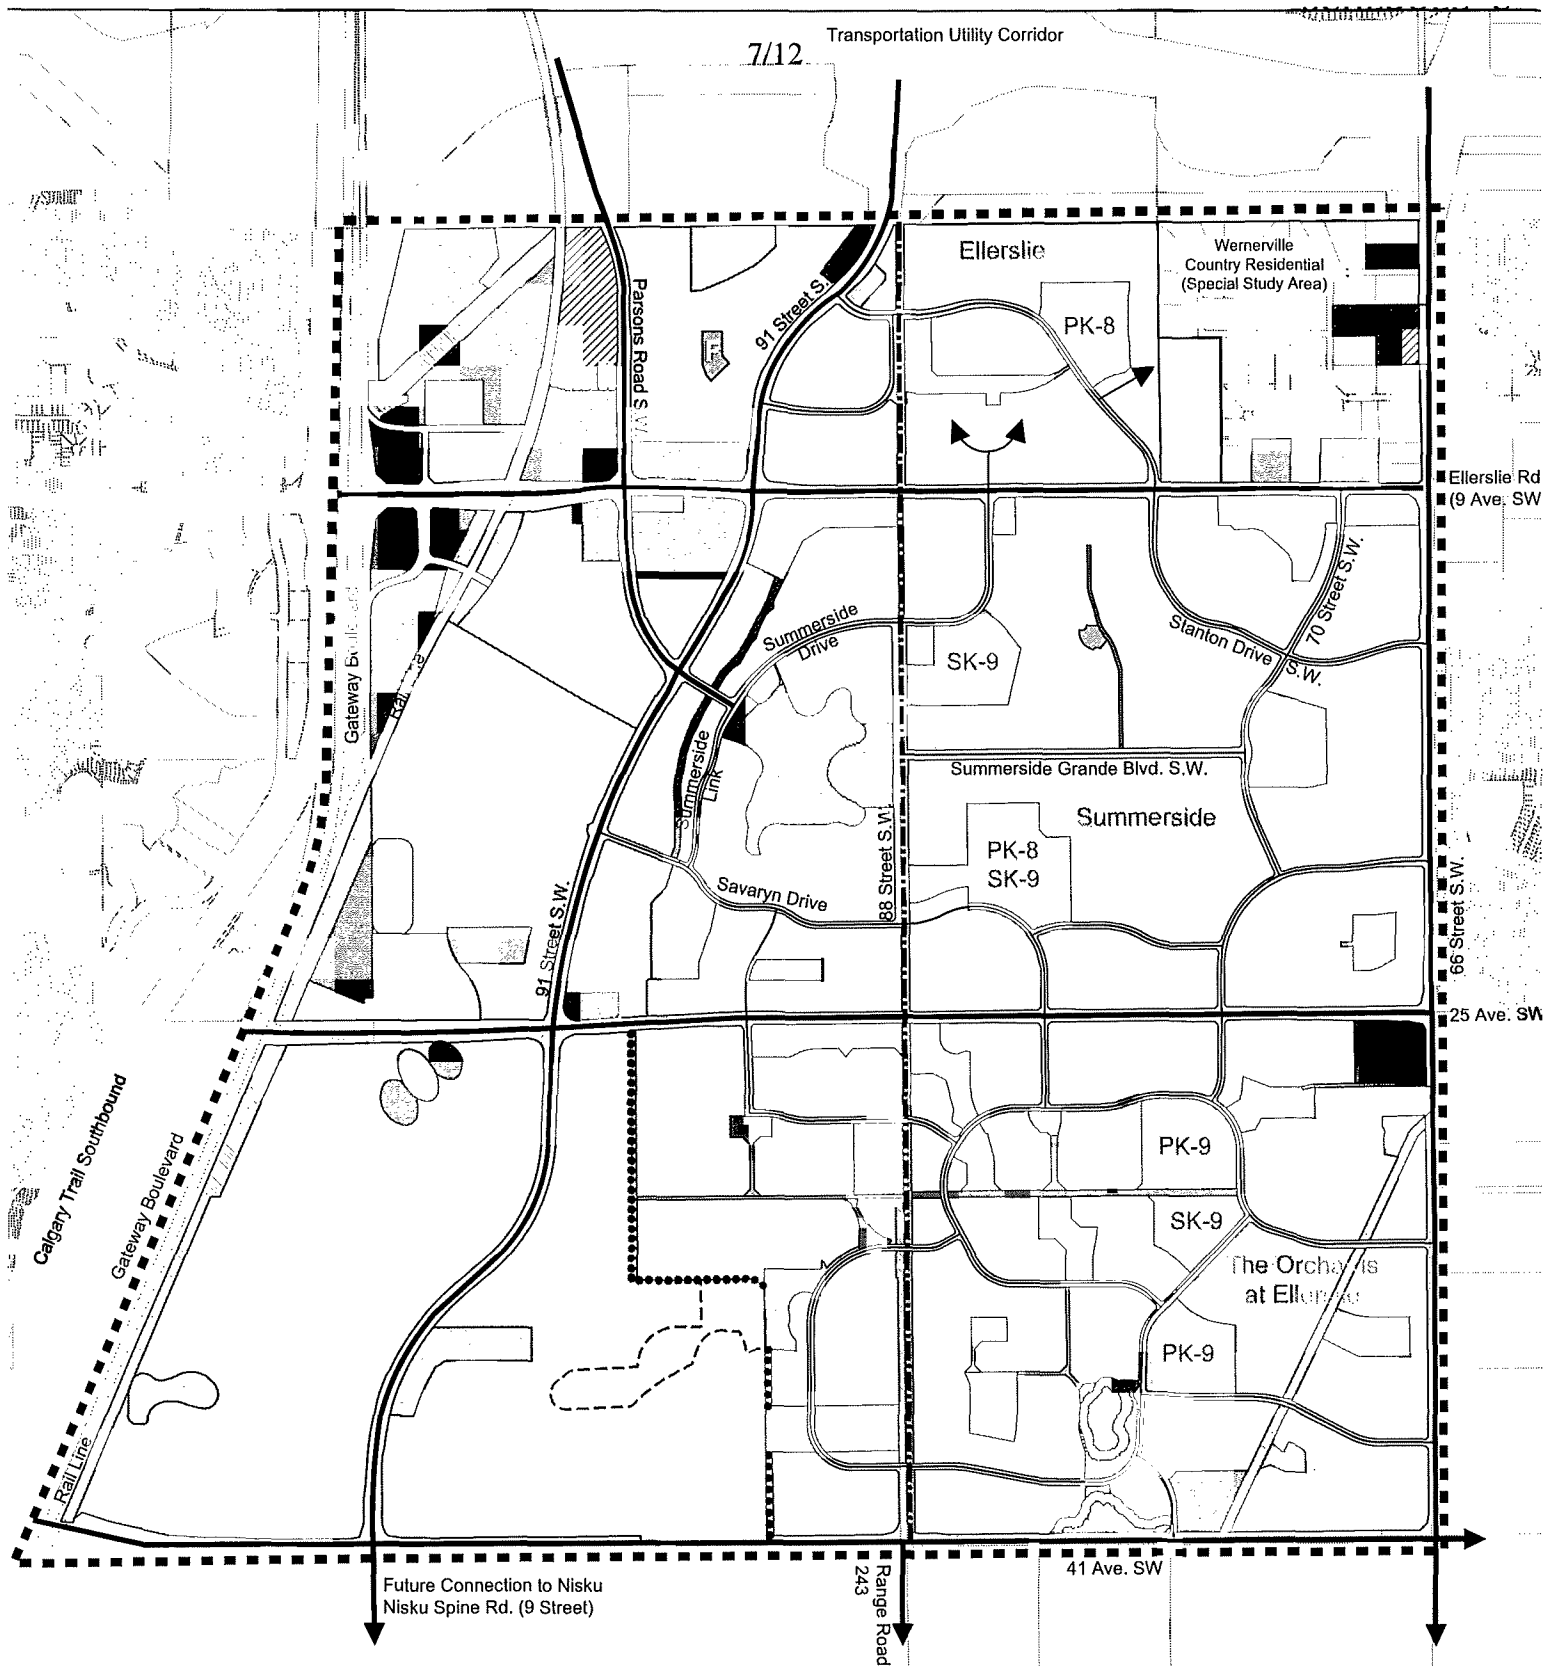 Transportation Utility Corridor
7/12
Ellerslie
Wernerville
Country Residential
(Special Study Area)
Parsons Road S.W.
91 Street S.
PK-8
Ellerslie Rd
(9 Ave. SW
Gateway
Summerside
Drive
SK-9
Stanton Drive
S.W.
70 Street S.W.
Summerside
Link
Summerside Grande Blvd. S.W.
Summerside
PK-8
SK-9
88 Street S.W.
Savaryn Drive
91 Street S.W.
66 Street S.W.
25 Ave. SW
Calgary Trail Southbound
Gateway Boulevard
PK-9
SK-9
The
at
PK-9
Rail Line
41 Ave. SW
Future Connection to Nisku
Nisku Spine Rd. (9 Street)
Range Road
243